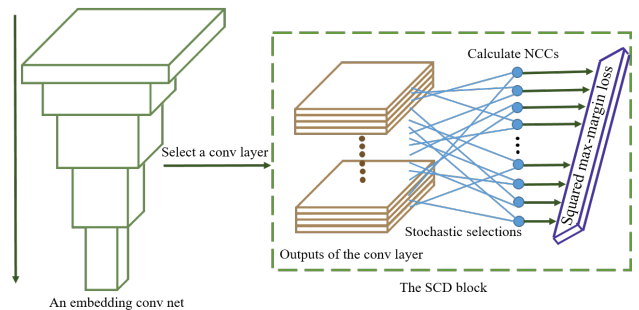 Calculate NCCs
Select a conv layer
Squared max-margin loss
Stochastic selections
Outputs of the conv layer
An embedding conv net
The SCD block